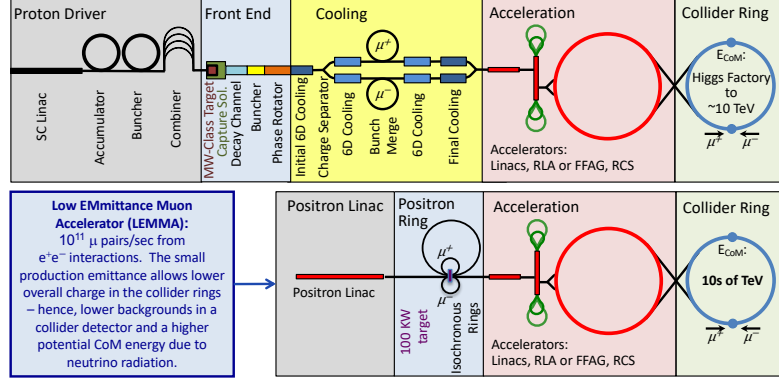 Proton Driver
Front End
Cooling
Acceleration
Collider Ring
SC Linac
Accumulator
Buncher
Combiner
MW-Class Target
Capture Sol.
Decay Channel
Buncher
Phase Rotator
Initial 6D Cooling
Charge Separator
6D Cooling
Bunch
Merge
6D Cooling
Final Cooling
μ+
μ−
Accelerators:
Linacs, RLA or FFAG, RCS
ECoM:
Higgs Factory
to
~10 TeV
μ+ μ−
Low EMmittance Muon
Accelerator (LEMMA):
10¹¹ μ pairs/sec from
e⁺e⁻ interactions. The small
production emittance allows lower
overall charge in the collider rings
– hence, lower backgrounds in a
collider detector and a higher
potential CoM energy due to
neutrino radiation.
Positron Linac
Positron
Ring
Acceleration
Collider Ring
Positron Linac
μ+
μ−
100 KW
target
Isochronous
Rings
Accelerators:
Linacs, RLA or FFAG, RCS
ECoM:
10s of TeV
μ+ μ−